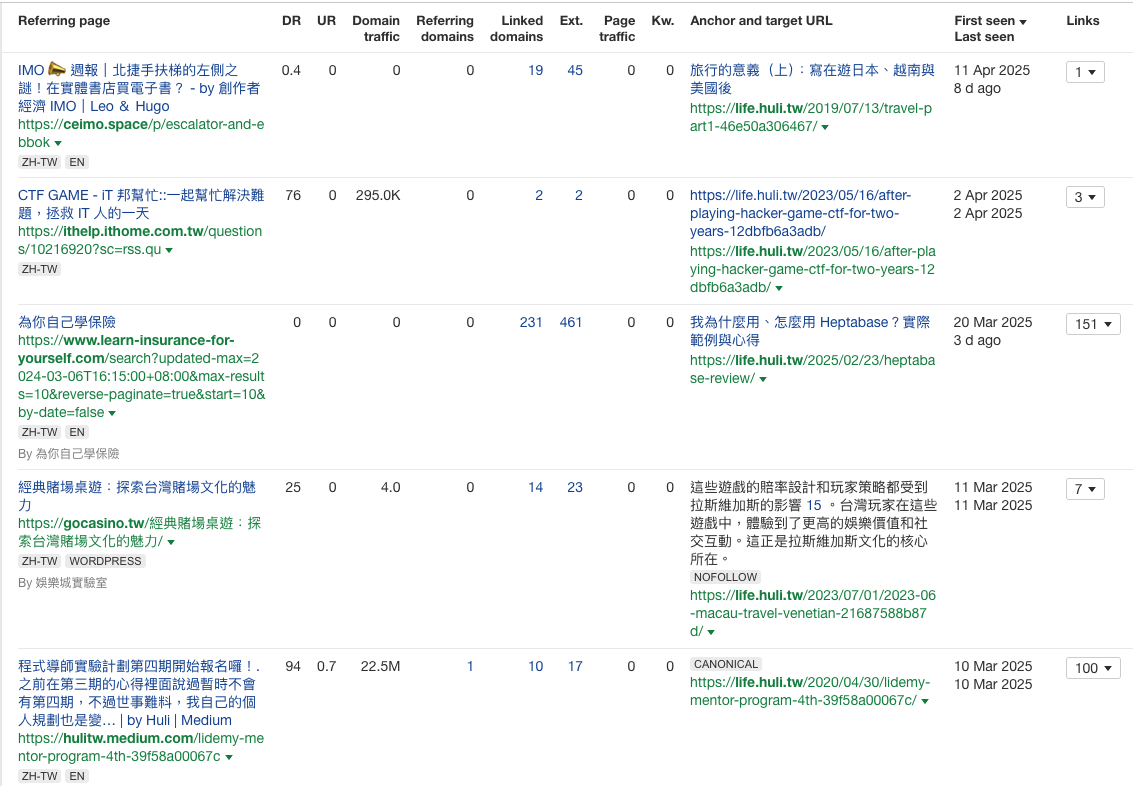 Referring page DR UR Domain traffic Referring domains Linked domains Ext. Page traffic Kw. Anchor and target URL First seen Last seen Links
IMO 📣 週報｜北捷手扶梯的左側之
謎！在實體書店買電子書？ - by 創作者
經濟 IMO｜Leo ＆ Hugo
https://ceimo.space/p/escalator-and-e
bbok
ZH-TW EN
0.4 0 0 0 19 45 0 0
旅行的意義（上）：寫在遊日本、越南與
美國後
https://life.huli.tw/2019/07/13/travel-p
art1-46e50a306467/
11 Apr 2025
8 d ago
1
CTF GAME - iT 邦幫忙::一起幫忙解決難
題，拯救 IT 人的一天
https://ithelp.ithome.com.tw/question
s/10216920?sc=rss.qu
ZH-TW
76 0 295.0K 0 2 2 0 0
https://life.huli.tw/2023/05/16/after-
playing-hacker-game-ctf-for-two-
years-12dbfb6a3adb/
https://life.huli.tw/2023/05/16/after-pla
ying-hacker-game-ctf-for-two-years-12
dbfb6a3adb/
2 Apr 2025
2 Apr 2025
3
為你自己學保險
https://www.learn-insurance-for-
yourself.com/search?updated-max=2
024-03-06T16:15:00+08:00&max-result
s=10&reverse-paginate=true&start=10&
by-date=false
ZH-TW EN
By 為你自己學保險
0 0 0 0 231 461 0 0
我為什麼用、怎麼用 Heptabase？實際
範例與心得
https://life.huli.tw/2025/02/23/heptaba
se-review/
20 Mar 2025
3 d ago
151
經典賭場桌遊：探索台灣賭場文化的魅
力
https://gocasino.tw/經典賭場桌遊：探
索台灣賭場文化的魅力/
ZH-TW WORDPRESS
By 娛樂城實驗室
25 0 4.0 0 14 23 0 0
這些遊戲的賠率設計和玩家策略都受到
拉斯維加斯的影響 15 。台灣玩家在這些
遊戲中，體驗到了更高的娛樂價值和社
交互動。這正是拉斯維加斯文化的核心
所在。
NOFOLLOW
https://life.huli.tw/2023/07/01/2023-06
-macau-travel-venetian-21687588b87
d/
11 Mar 2025
11 Mar 2025
7
程式導師實驗計劃第四期開始報名囉！.
之前在第三期的心得裡面說過暫時不會
有第四期，不過世事難料，我自己的個
人規劃也是變… | by Huli | Medium
https://hulitw.medium.com/lidemy-me
ntor-program-4th-39f58a00067c
ZH-TW EN
94 0.7 22.5M 1 10 17 0 0
CANONICAL
https://life.huli.tw/2020/04/30/lidemy-
mentor-program-4th-39f58a00067c/
10 Mar 2025
10 Mar 2025
100